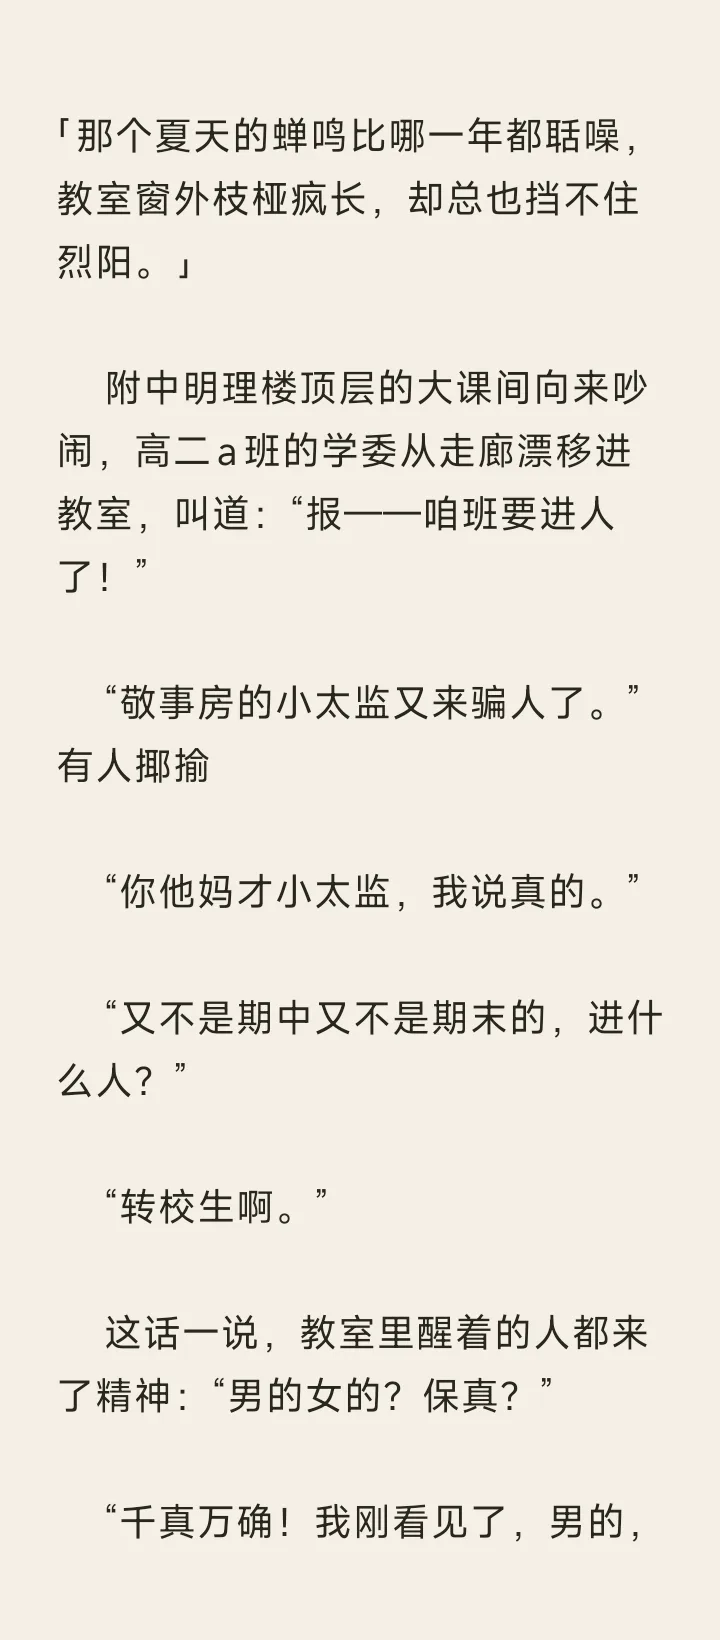 「那个夏天的蝉鸣比哪一年都聒噪，
教室窗外枝桠疯长，却总也挡不住
烈阳。」
附中明理楼顶层的大课间向来吵
闹，高二a班的学委从走廊漂移进
教室，叫道：“报——咱班要进人
了！”
“敬事房的小太监又来骗人了。”
有人揶揄
“你他妈才小太监，我说真的。”
“又不是期中又不是期末的，进什
么人？”
“转校生啊。”
这话一说，教室里醒着的人都来
了精神：“男的女的？保真？”
“千真万确！我刚看见了，男的，